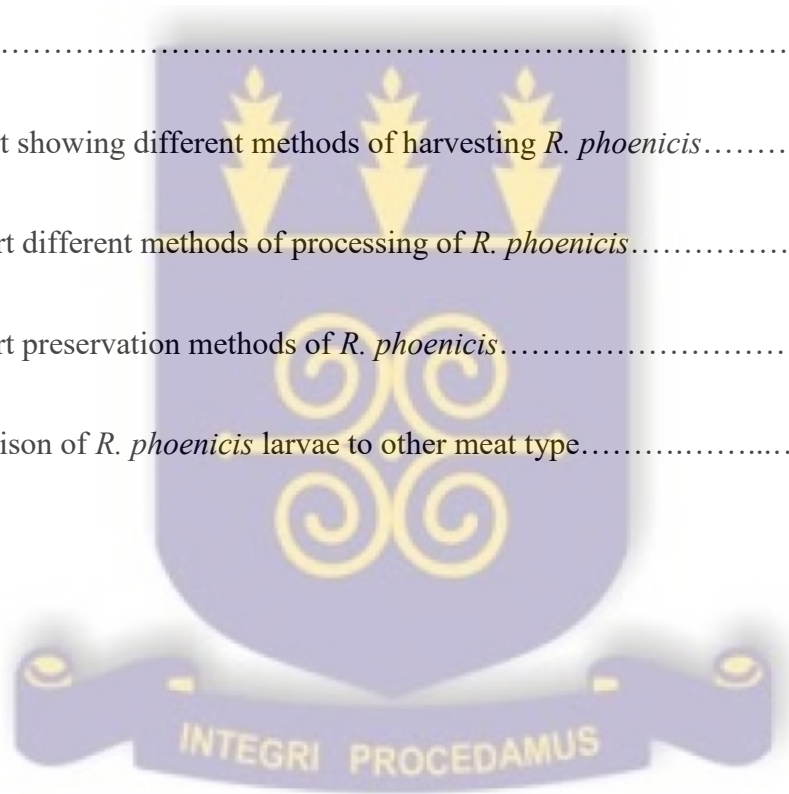 ……………………………………………………………………
t showing different methods of harvesting R. phoenicis………
rt different methods of processing of R. phoenicis……………
rt preservation methods of R. phoenicis………………………
ison of R. phoenicis larvae to other meat type……….……...…
INTEGRI PROCEDAMUS